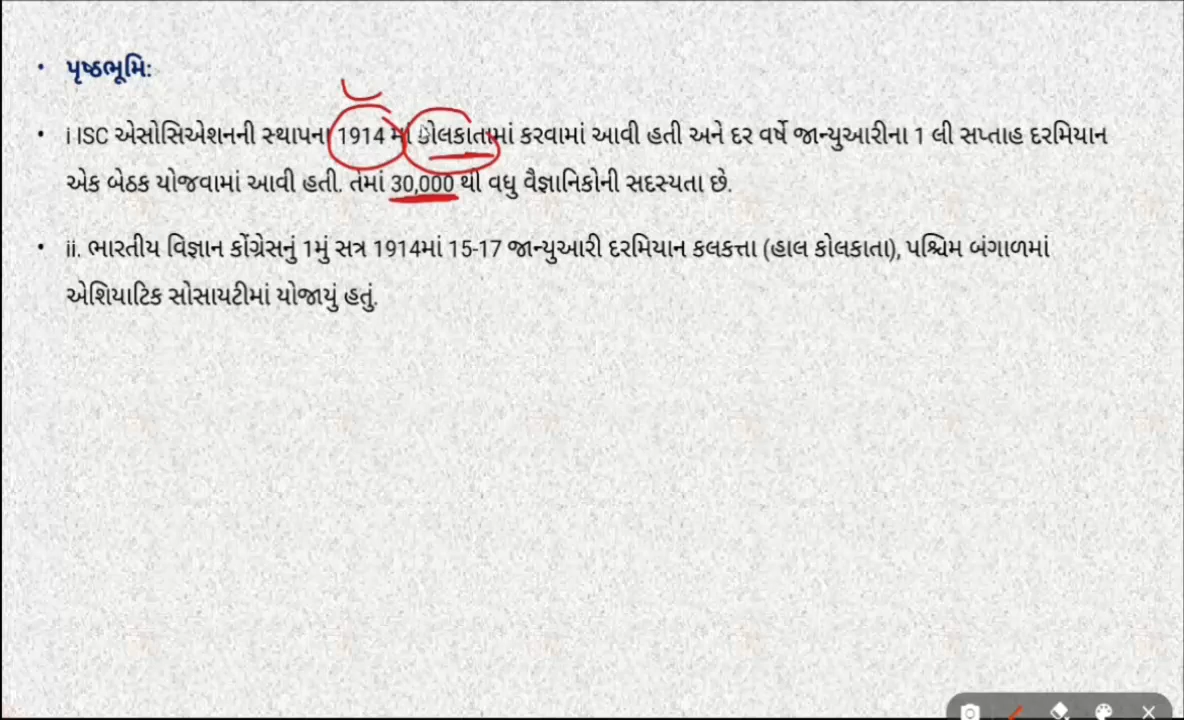 • પૃષ્ઠભૂમિ:
• i ISC એસોસિએશનની સ્થાપના 1914 માં કોલકાતામાં કરવામાં આવી હતી અને દર વર્ષે જાન્યુઆરીના 1 લી સપ્તાહ દરમિયાન
એક બેઠક યોજવામાં આવી હતી. તેમાં 30,000 થી વધુ વૈજ્ઞાનિકોની સદસ્યતા છે.
• ii. ભારતીય વિજ્ઞાન કોંગ્રેસનું 1મું સત્ર 1914માં 15-17 જાન્યુઆરી દરમિયાન કલકત્તા (હાલ કોલકાતા), પશ્ચિમ બંગાળમાં
એશિયાટિક સોસાયટીમાં યોજાયું હતું.